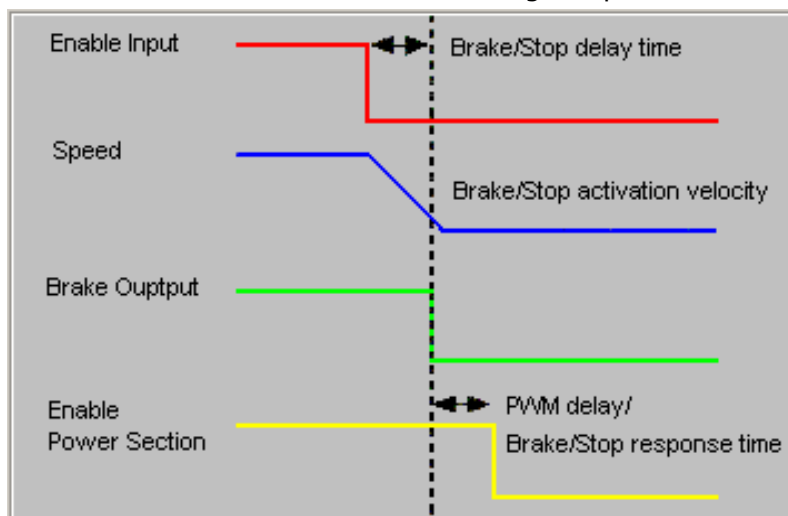 Enable Input
Brake/Stop delay time
Speed
Brake/Stop activation velocity
Brake Ouptput
Enable
Power Section
PWM delay/
Brake/Stop response time